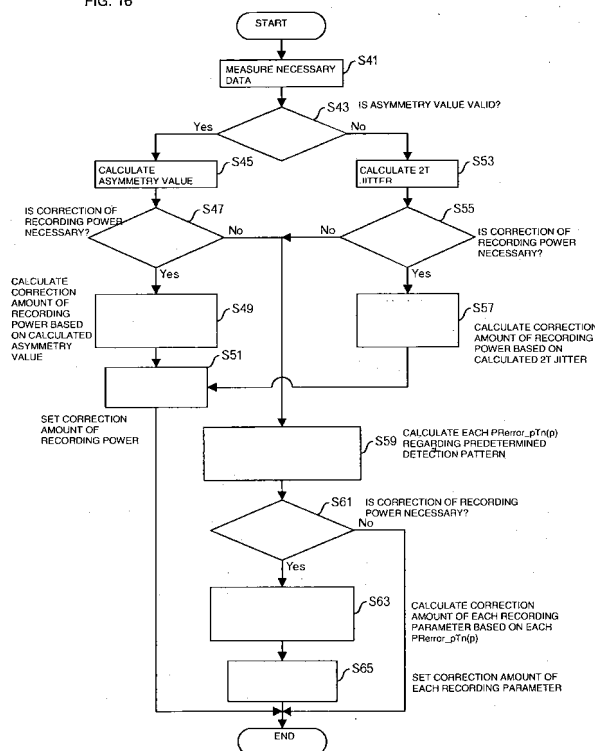 FIG. 16
START
S41
MEASURE NECESSARY
DATA
S43
IS ASYMMETRY VALUE VALID?
Yes
No
S45
CALCULATE
ASYMMETRY VALUE
S53
CALCULATE 2T
JITTER
S47
IS CORRECTION OF
RECORDING POWER
NECESSARY?
No
Yes
S55
IS CORRECTION OF
RECORDING POWER
NECESSARY?
No
Yes
CALCULATE
CORRECTION
AMOUNT OF
RECORDING
POWER BASED
ON CALCULATED
ASYMMETRY
VALUE
S49
S57
CALCULATE CORRECTION
AMOUNT OF RECORDING
POWER BASED ON
CALCULATED 2T JITTER
S51
SET CORRECTION
AMOUNT OF
RECORDING POWER
S59
CALCULATE EACH PRerror_pTn(p)
REGARDING PREDETERMINED
DETECTION PATTERN
S61
IS CORRECTION OF RECORDING
POWER NECESSARY?
No
Yes
S63
CALCULATE CORRECTION
AMOUNT OF EACH RECORDING
PARAMETER BASED ON EACH
PRerror_pTn(p)
S65
SET CORRECTION AMOUNT OF
EACH RECORDING PARAMETER
END